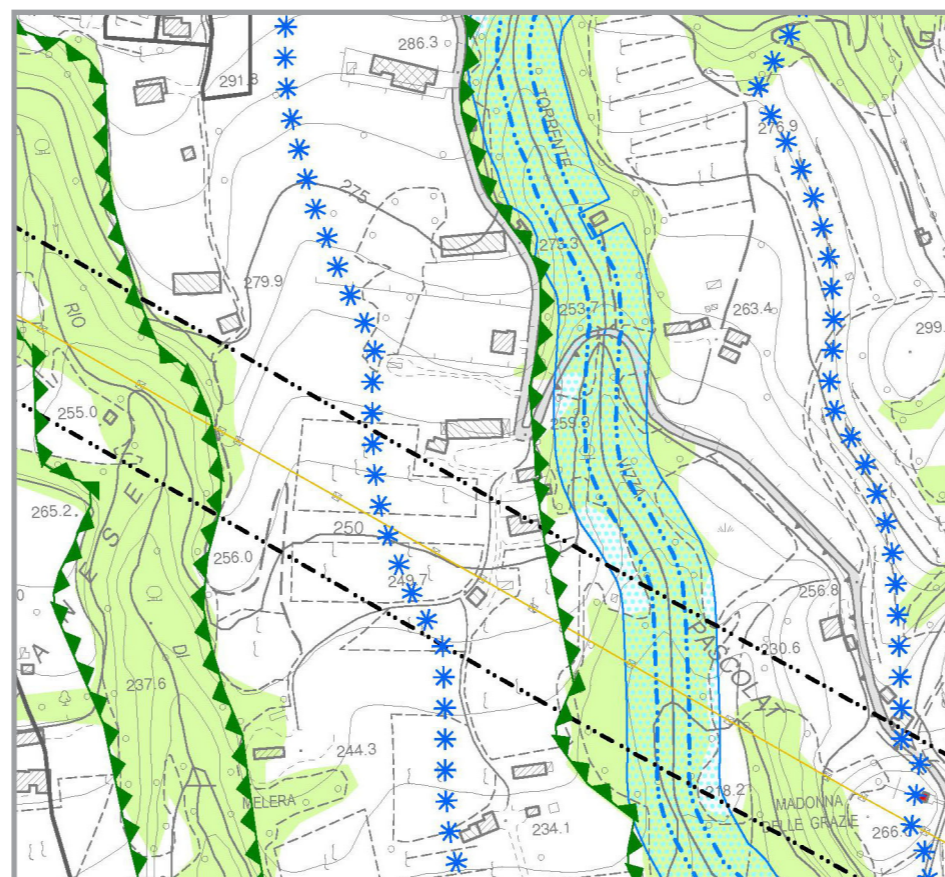 286.3
291.8
TORRENTE
276.9
275
273.3
279.9
253.7
263.4
299.
RIO
255.0
259.3
NIZZA
265.2
250
256.0
249.7
256.8
230.6
PASCOLAT
DI
237.6
244.3
218.2
MELERA
MADONNA
DELLE GRAZIE
234.1
266.